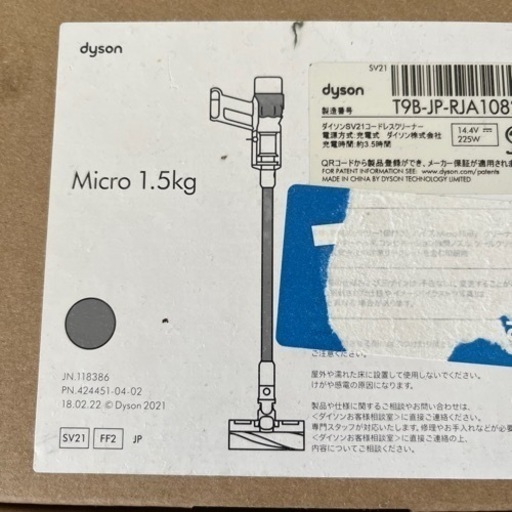 dyson
Micro 1.5kg
JN.118386
PN.424451-04-02
18.02.22 © Dyson 2021
SV21 FF2 JP
SV21
dyson
製造番号
T9B-JP-RJA108
ダイソンSV21コードレスクリーナー
電源方式:充電式 ダイソン株式会社
充電時間:約3.5時間
14.4V
225W
QRコードから製品登録ができ、メーカー保証が適用され
FOR PATENT INFORMATION SEE: www.dyson.com/patents
MADE IN CHINA BY DYSON TECHNOLOGY LIMITED
ご注意ください。
屋外や濡れた床に設置して使用しないでください。
けがや感電の原因になります。
製品や仕様に関するご相談やお問い合わせは、
<ダイソンお客様相談室>に直接ご連絡ください。
専門スタッフが対応いたします。修理やお手入れなどが必
<ダイソンお客様相談室>に直接ご連絡の上、
内容についてご相談ください。